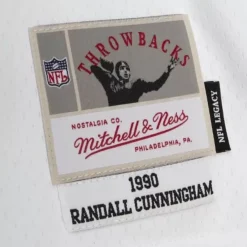 THROWBACKS
NFL
NOSTALGIA CO.
Mitchell & Ness
PHILADELPHIA, PA.
NFL LEGACY
1990
RANDALL CUNNINGHAM